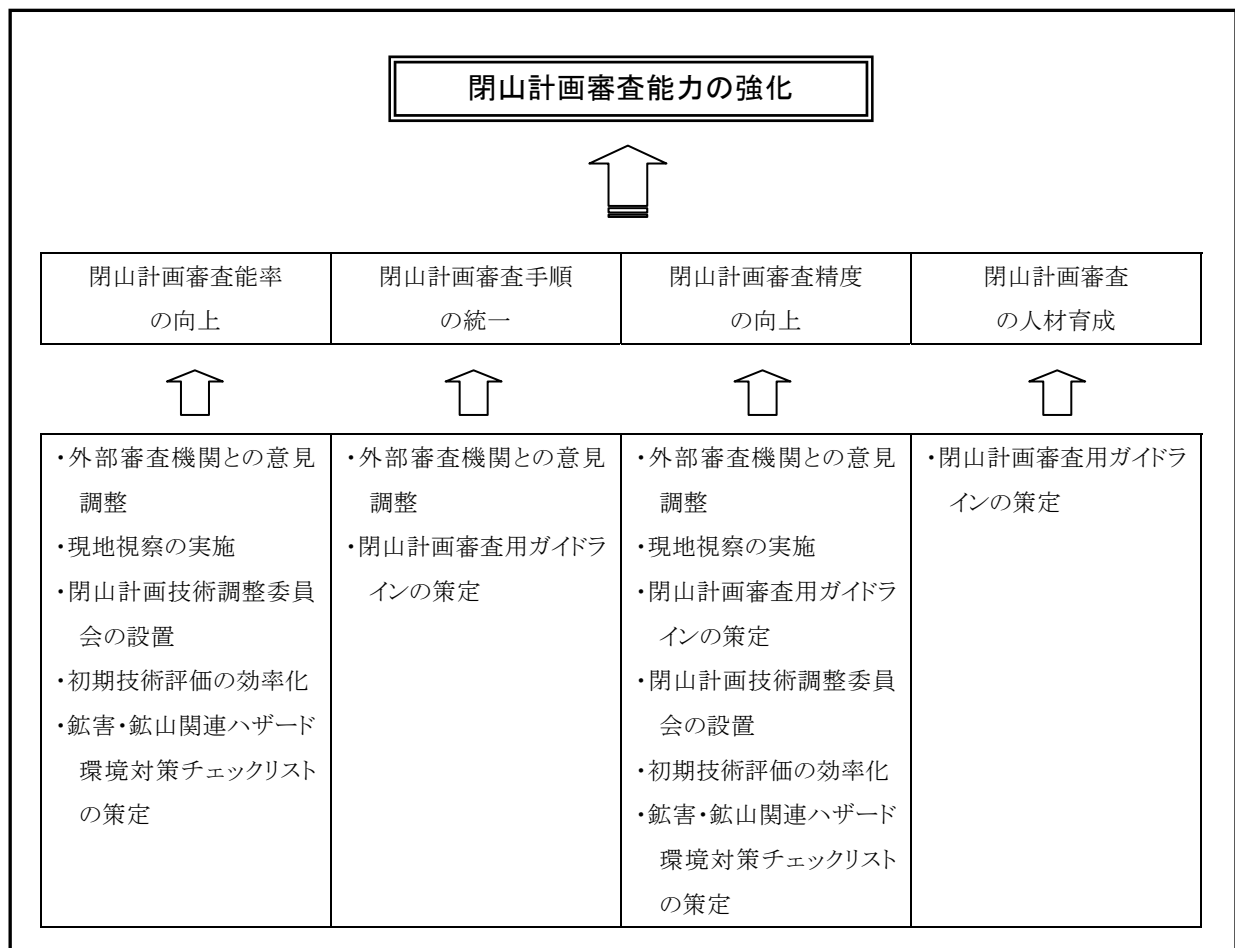 閉山計画審査能力の強化
閉山計画審査能率
の向上
閉山計画審査手順
の統一
閉山計画審査精度
の向上
閉山計画審査
の人材育成
・外部審査機関との意見
調整
・現地視察の実施
・閉山計画技術調整委員
会の設置
・初期技術評価の効率化
・鉱害・鉱山関連ハザード
環境対策チェックリスト
の策定
・外部審査機関との意見
調整
・閉山計画審査用ガイドラ
インの策定
・外部審査機関との意見
調整
・現地視察の実施
・閉山計画審査用ガイドラ
インの策定
・閉山計画技術調整委員
会の設置
・初期技術評価の効率化
・鉱害・鉱山関連ハザード
環境対策チェックリスト
の策定
・閉山計画審査用ガイドラ
インの策定